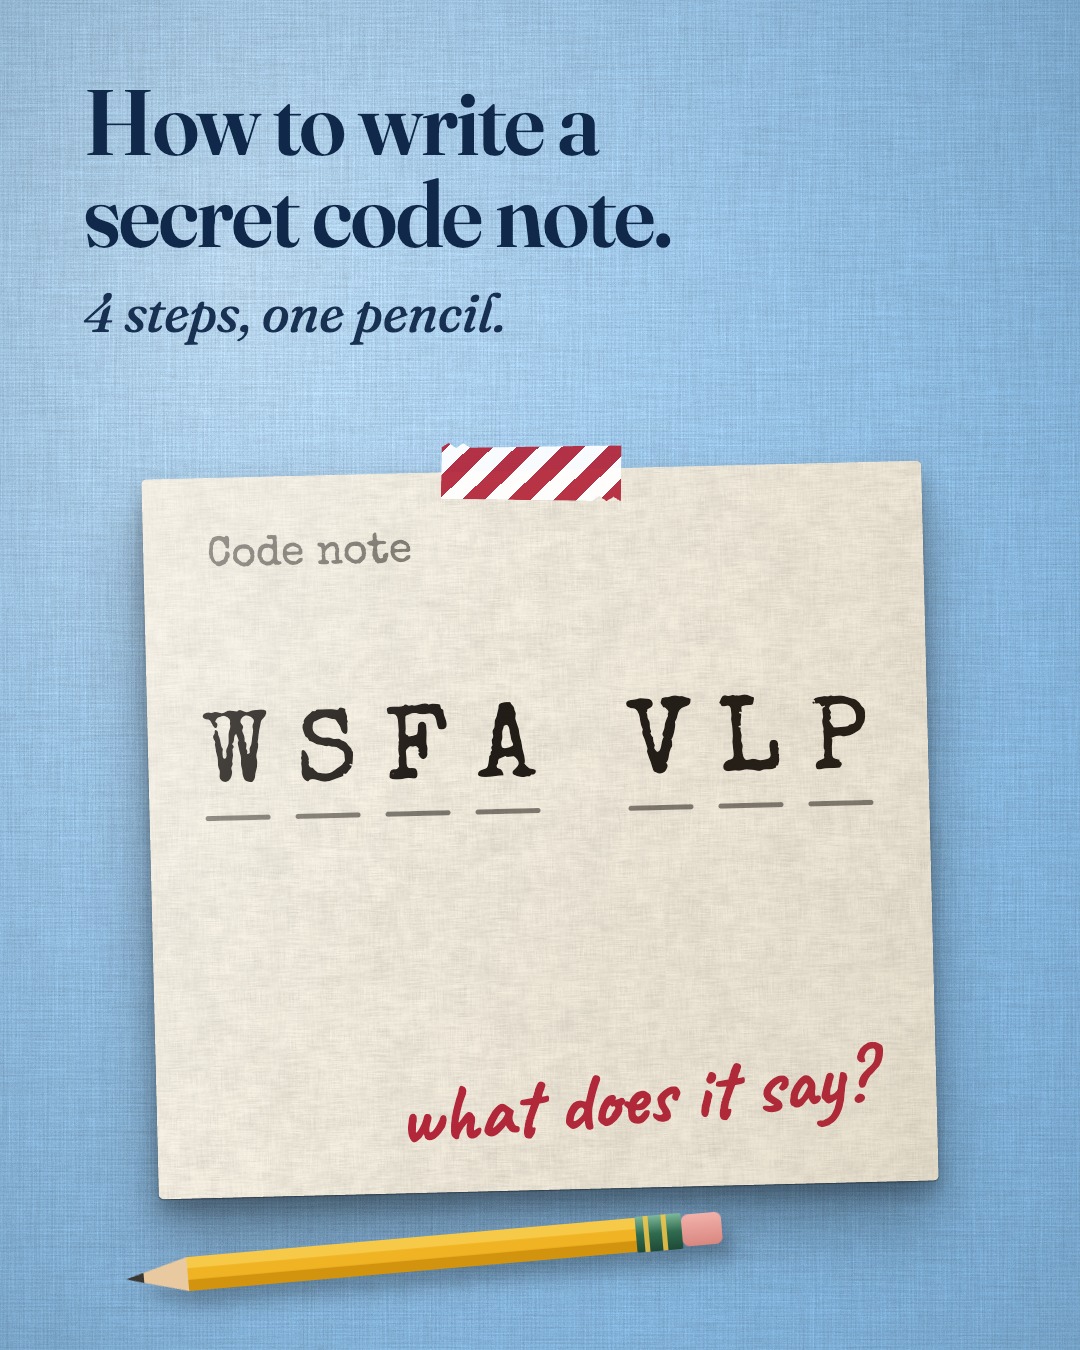 How to write a
secret code note.
4 steps, one pencil.
Code note
WSFA VLP
what does it say?